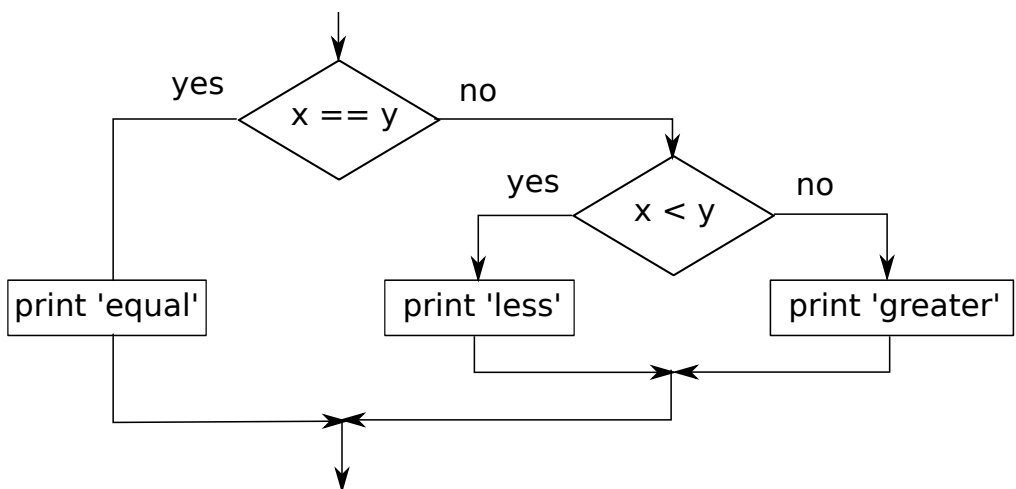 yes
x == y
no
yes
x < y
no
print 'equal'
print 'less'
print 'greater'